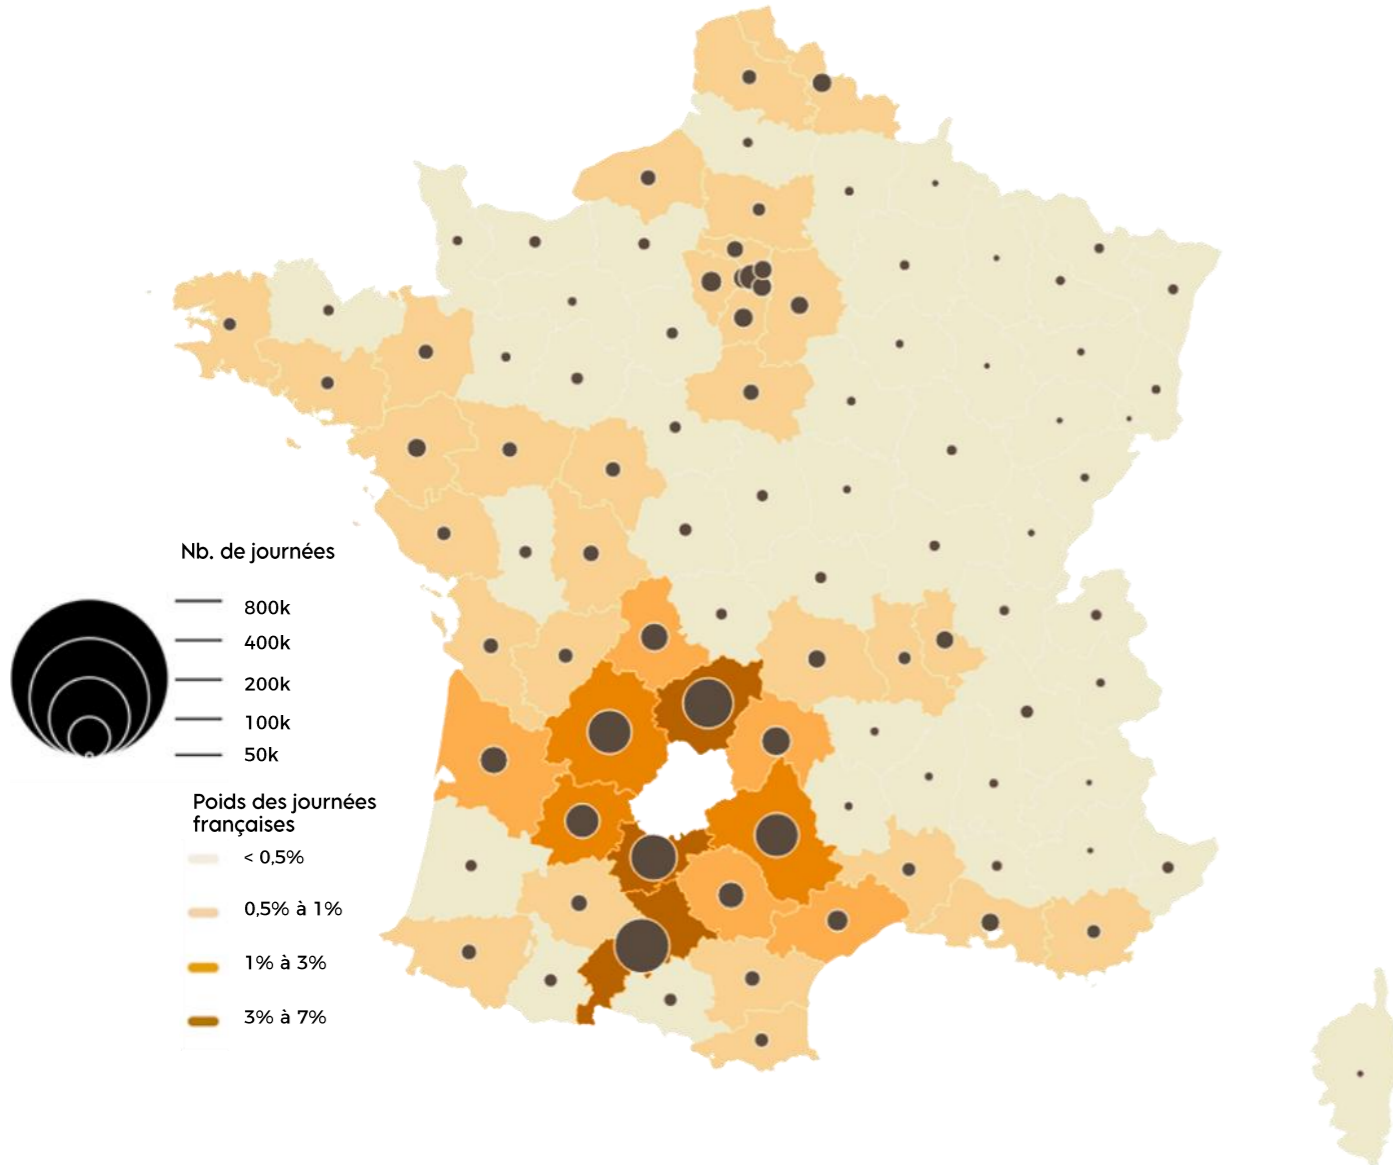 Nb. de journées
800k
400k
200k
100k
50k
Poids des journées
françaises
< 0,5%
0,5% à 1%
1% à 3%
3% à 7%